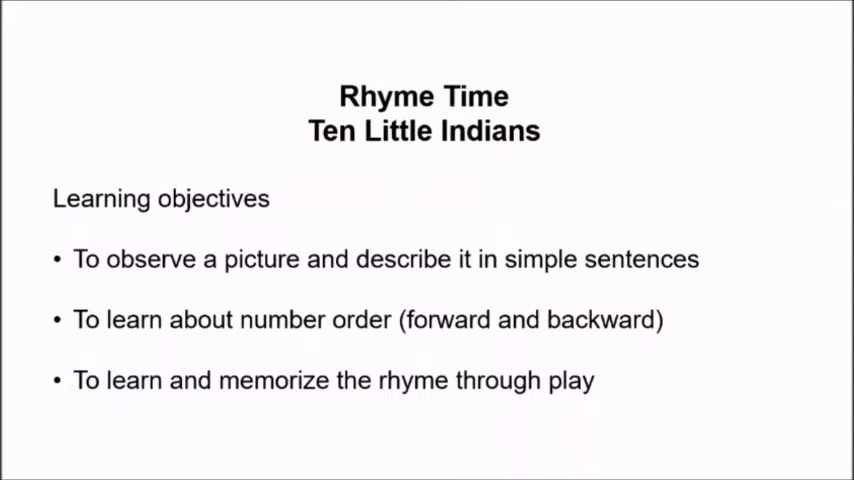 Rhyme Time
Ten Little Indians
Learning objectives
• To observe a picture and describe it in simple sentences
• To learn about number order (forward and backward)
• To learn and memorize the rhyme through play